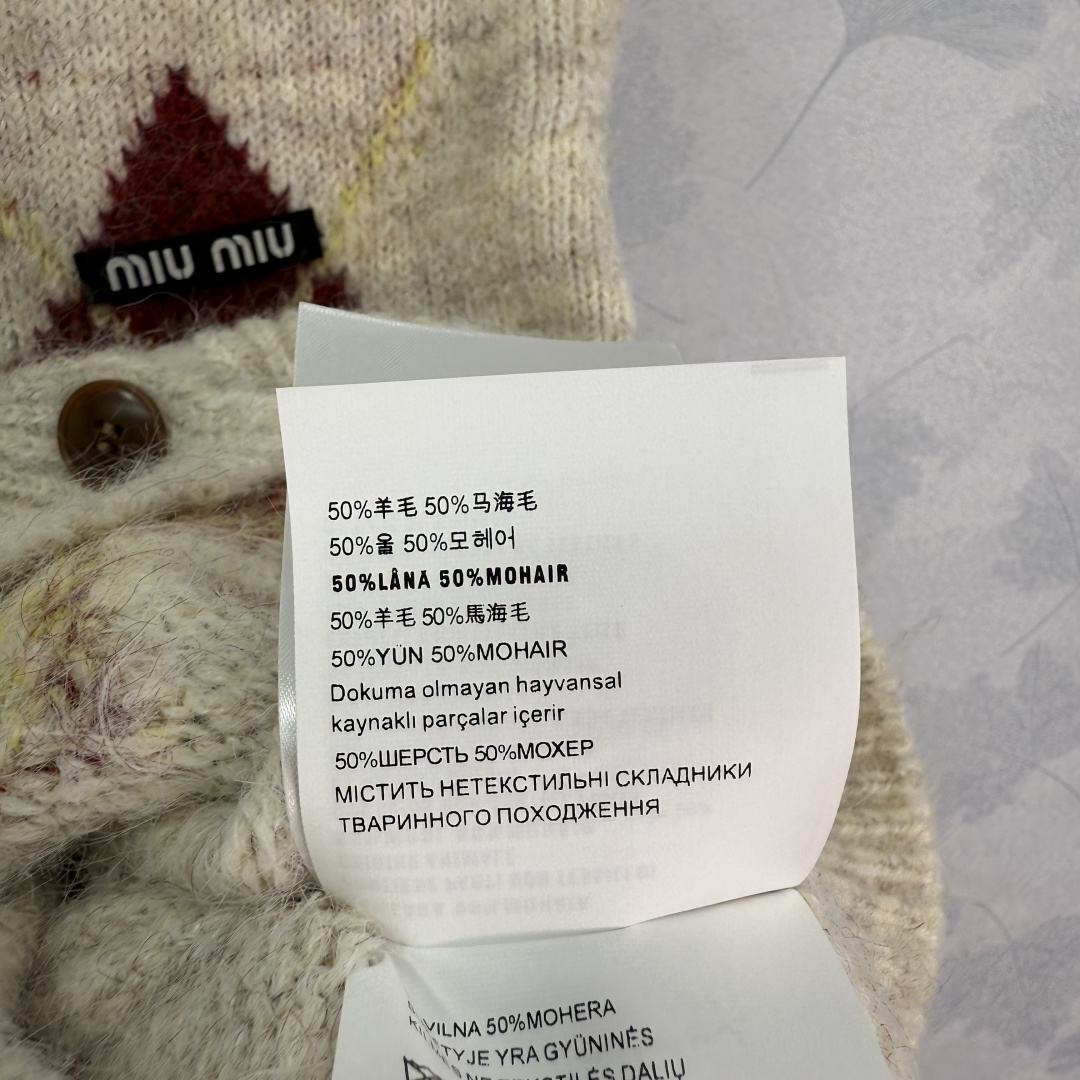 miu miu
50%羊毛 50%马海毛
50%울 50%모헤어
50%LÂNĂ 50%MOHAIR
50%羊毛 50%馬海毛
50%YÜN 50%MOHAIR
Dokuma olmayan hayvansal
kaynaklı parçalar içerir
50%ШЕРСТЬ 50%МОХЕР
МІСТИТЬ НЕТЕКСТИЛЬНІ СКЛАДНИКИ
ТВАРИННОГО ПОХОДЖЕННЯ
VILNA 50%MOHERA
YRA GYŪNINĖS
DALIŲ